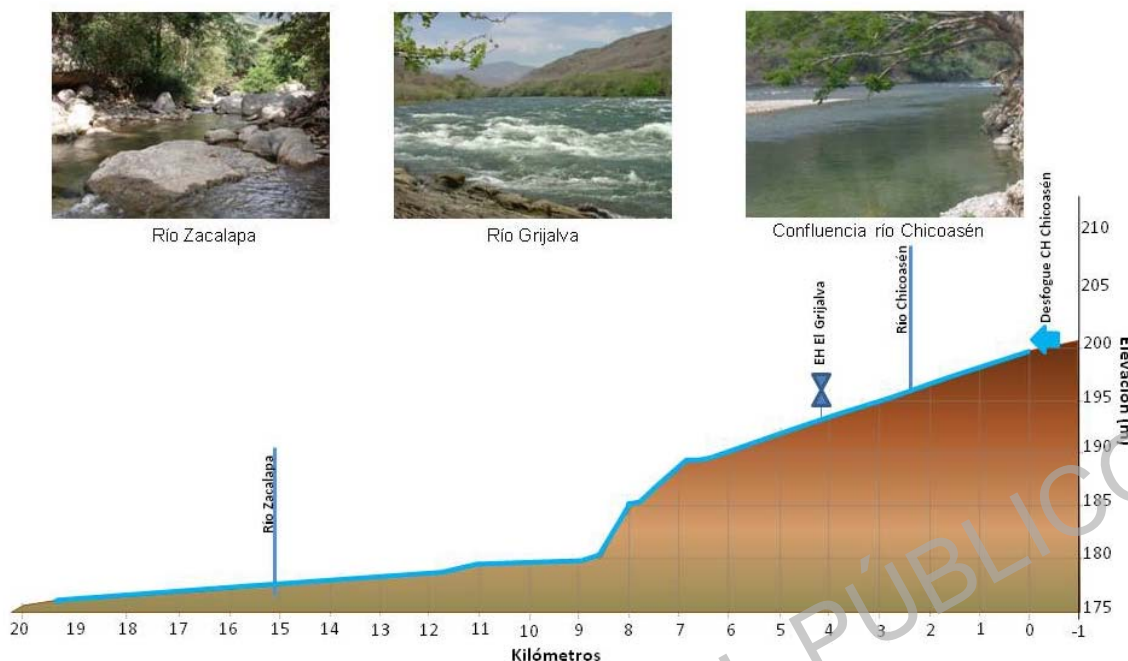 Río Zacalapa
Río Grijalva
Confluencia río Chicoasén
Desfogue CH Chicoasén
Rio Chicoasén
EH El Grijalva
Río Zacalapa
210
205
200
195
190
185
180
175
Elevación (m)
20 19 18 17 16 15 14 13 12 11 10 9 8 7 6 5 4 3 2 1 0 -1
Kilómetros
PÚBLICO